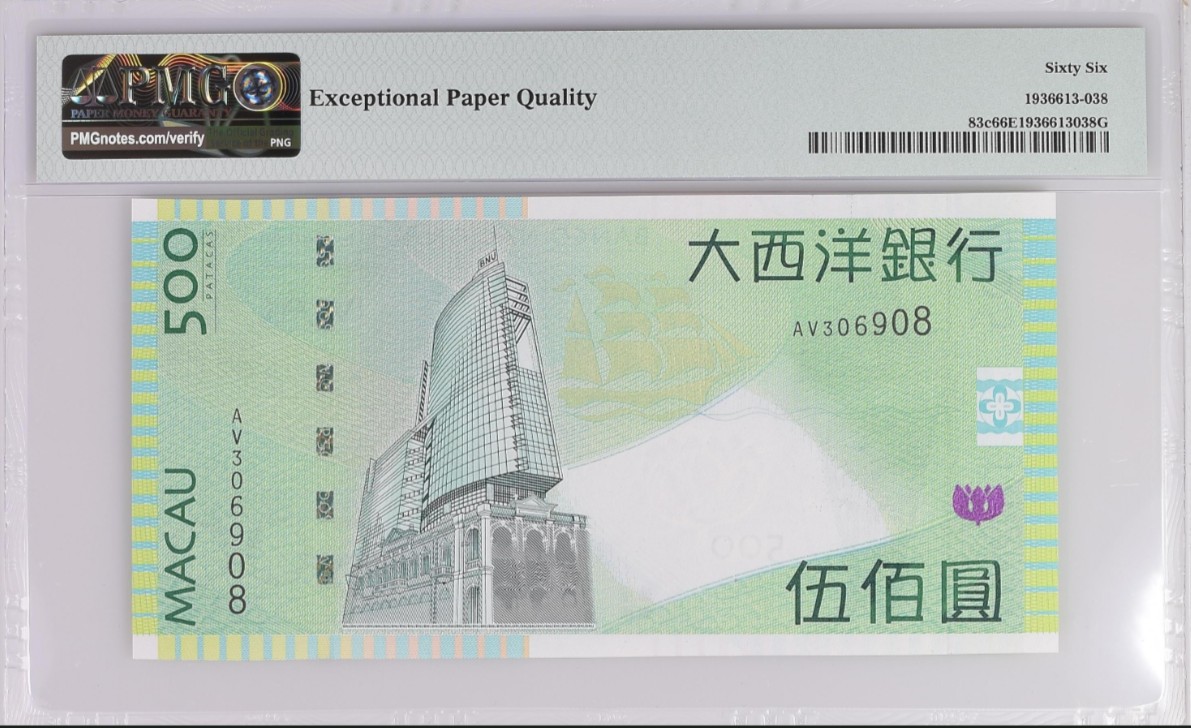 PMG
PAPER MONEY GUARANTY
PMGnotes.com/verify
PNG
Exceptional Paper Quality
Sixty Six
1936613-038
83c66E1936613038G
500
PATACAS
MACAU
AV306908
BNU
大西洋銀行
AV306908
伍佰圓